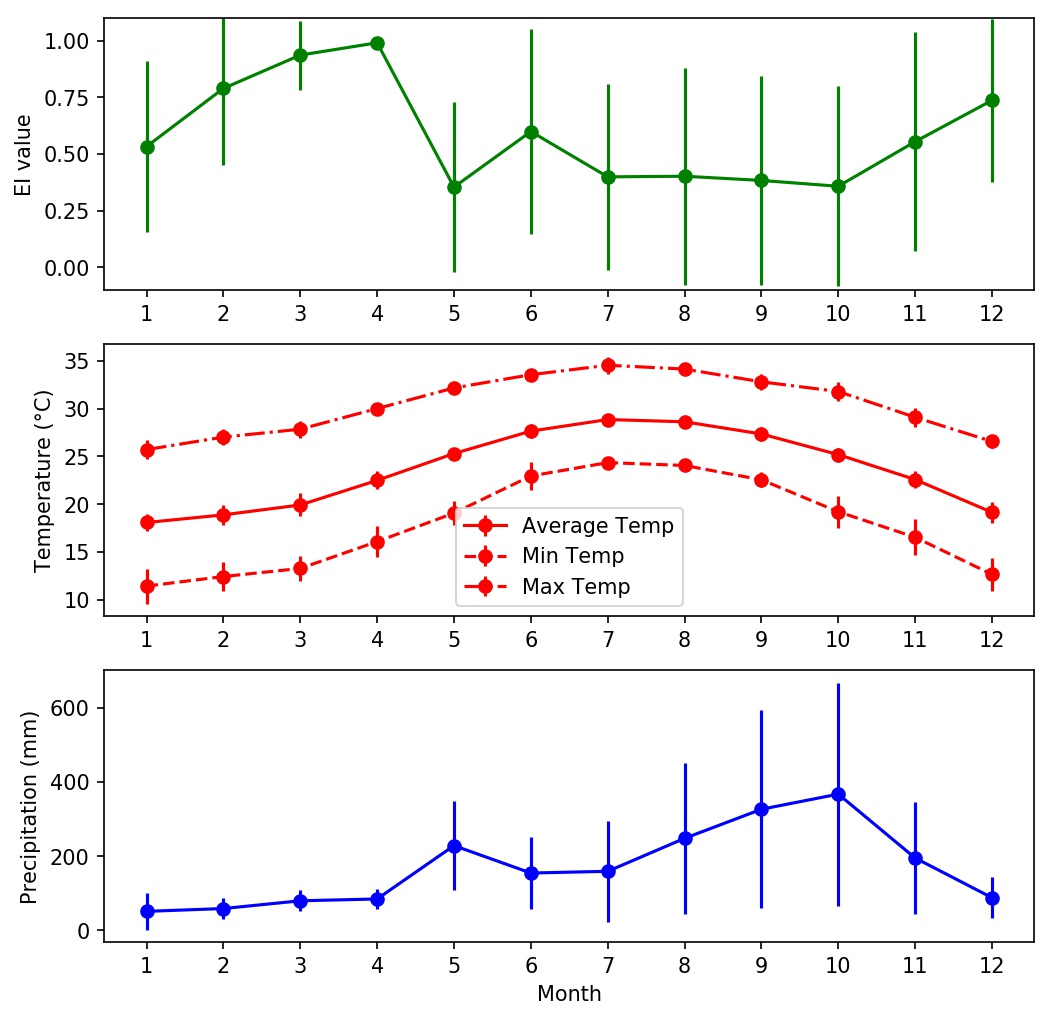 EI value
1.00
0.75
0.50
0.25
0.00
1 2 3 4 5 6 7 8 9 10 11 12
Temperature (°C)
35
30
25
20
15
10
Average Temp
Min Temp
Max Temp
1 2 3 4 5 6 7 8 9 10 11 12
Precipitation (mm)
600
400
200
0
1 2 3 4 5 6 7 8 9 10 11 12
Month